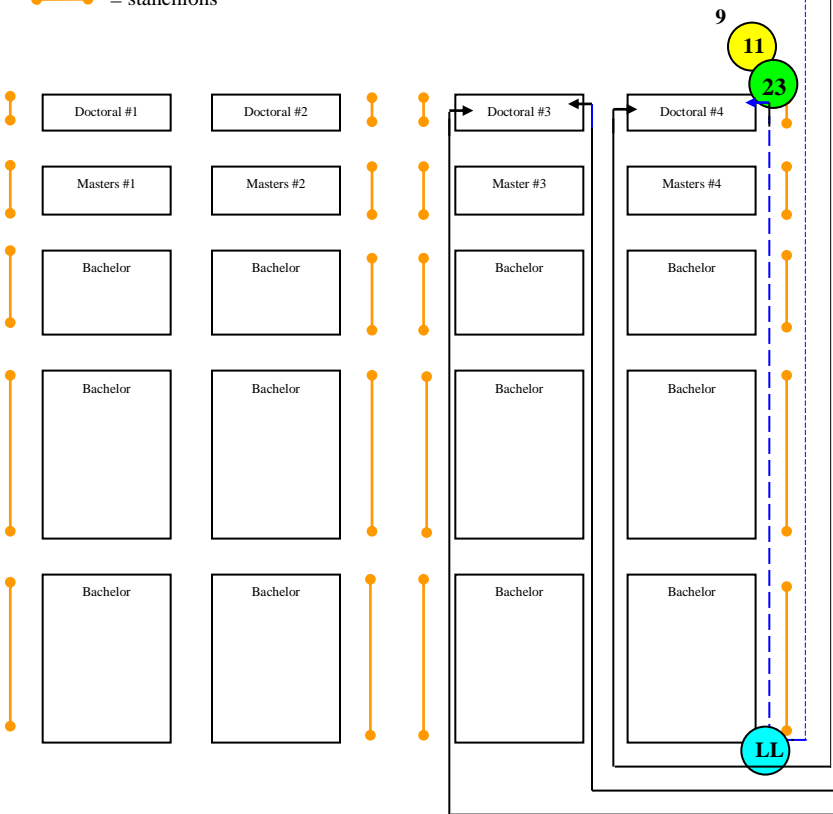 = stanchions
9
11
23
Doctoral #1 Doctoral #2 Doctoral #3 Doctoral #4
Masters #1 Masters #2 Master #3 Masters #4
Bachelor Bachelor Bachelor Bachelor
Bachelor Bachelor Bachelor Bachelor
Bachelor Bachelor Bachelor Bachelor
LL